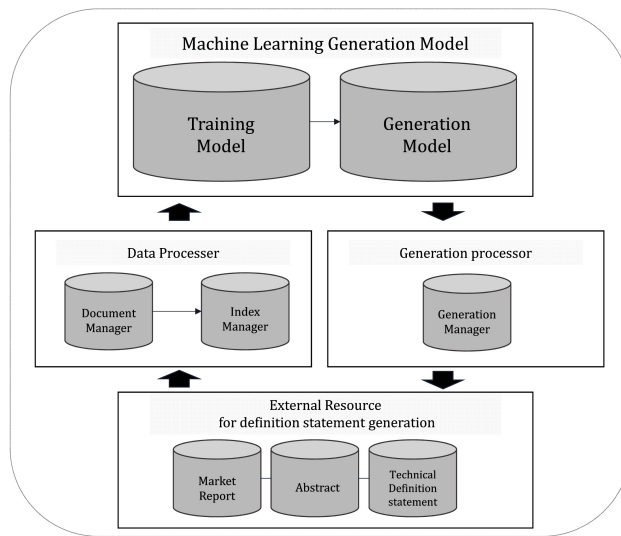 Machine Learning Generation Model
Training
Model
Generation
Model
Data Processer
Document
Manager
Index
Manager
Generation processor
Generation
Manager
External Resource
for definition statement generation
Market
Report
Abstract
Technical
Definition
statement